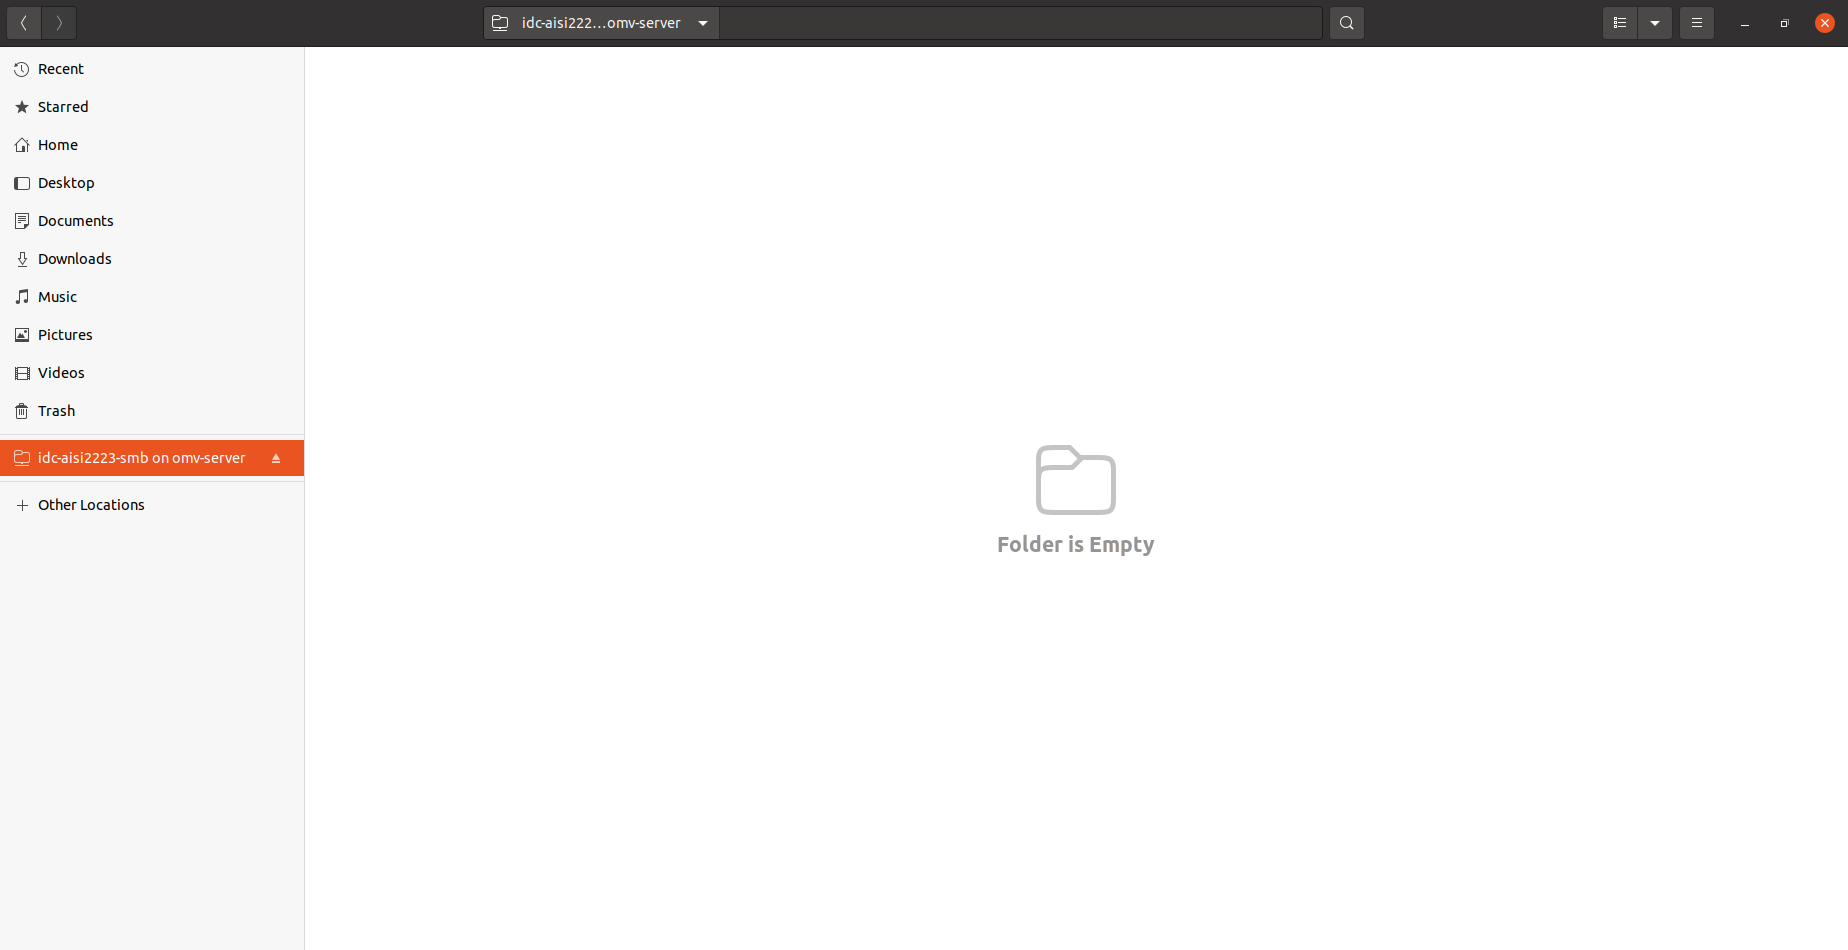 idc-aisi222...omv-server
Recent
Starred
Home
Desktop
Documents
Downloads
Music
Pictures
Videos
Trash
idc-aisi2223-smb on omv-server
Other Locations
Folder is Empty